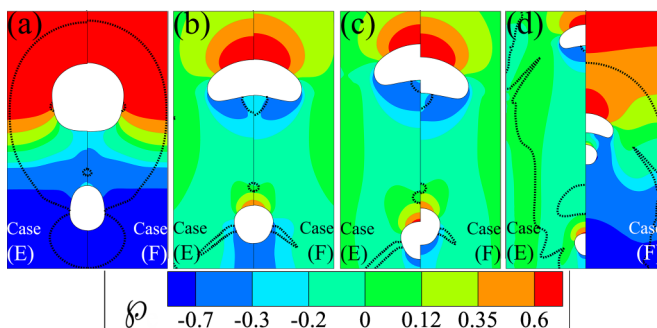 (a) (b) (c) (d)
Case Case Case Case Case Case Case Case
(E) (F) (E) (F) (E) (F) (E) (F)
℘ -0.7 -0.3 -0.2 0 0.12 0.35 0.6